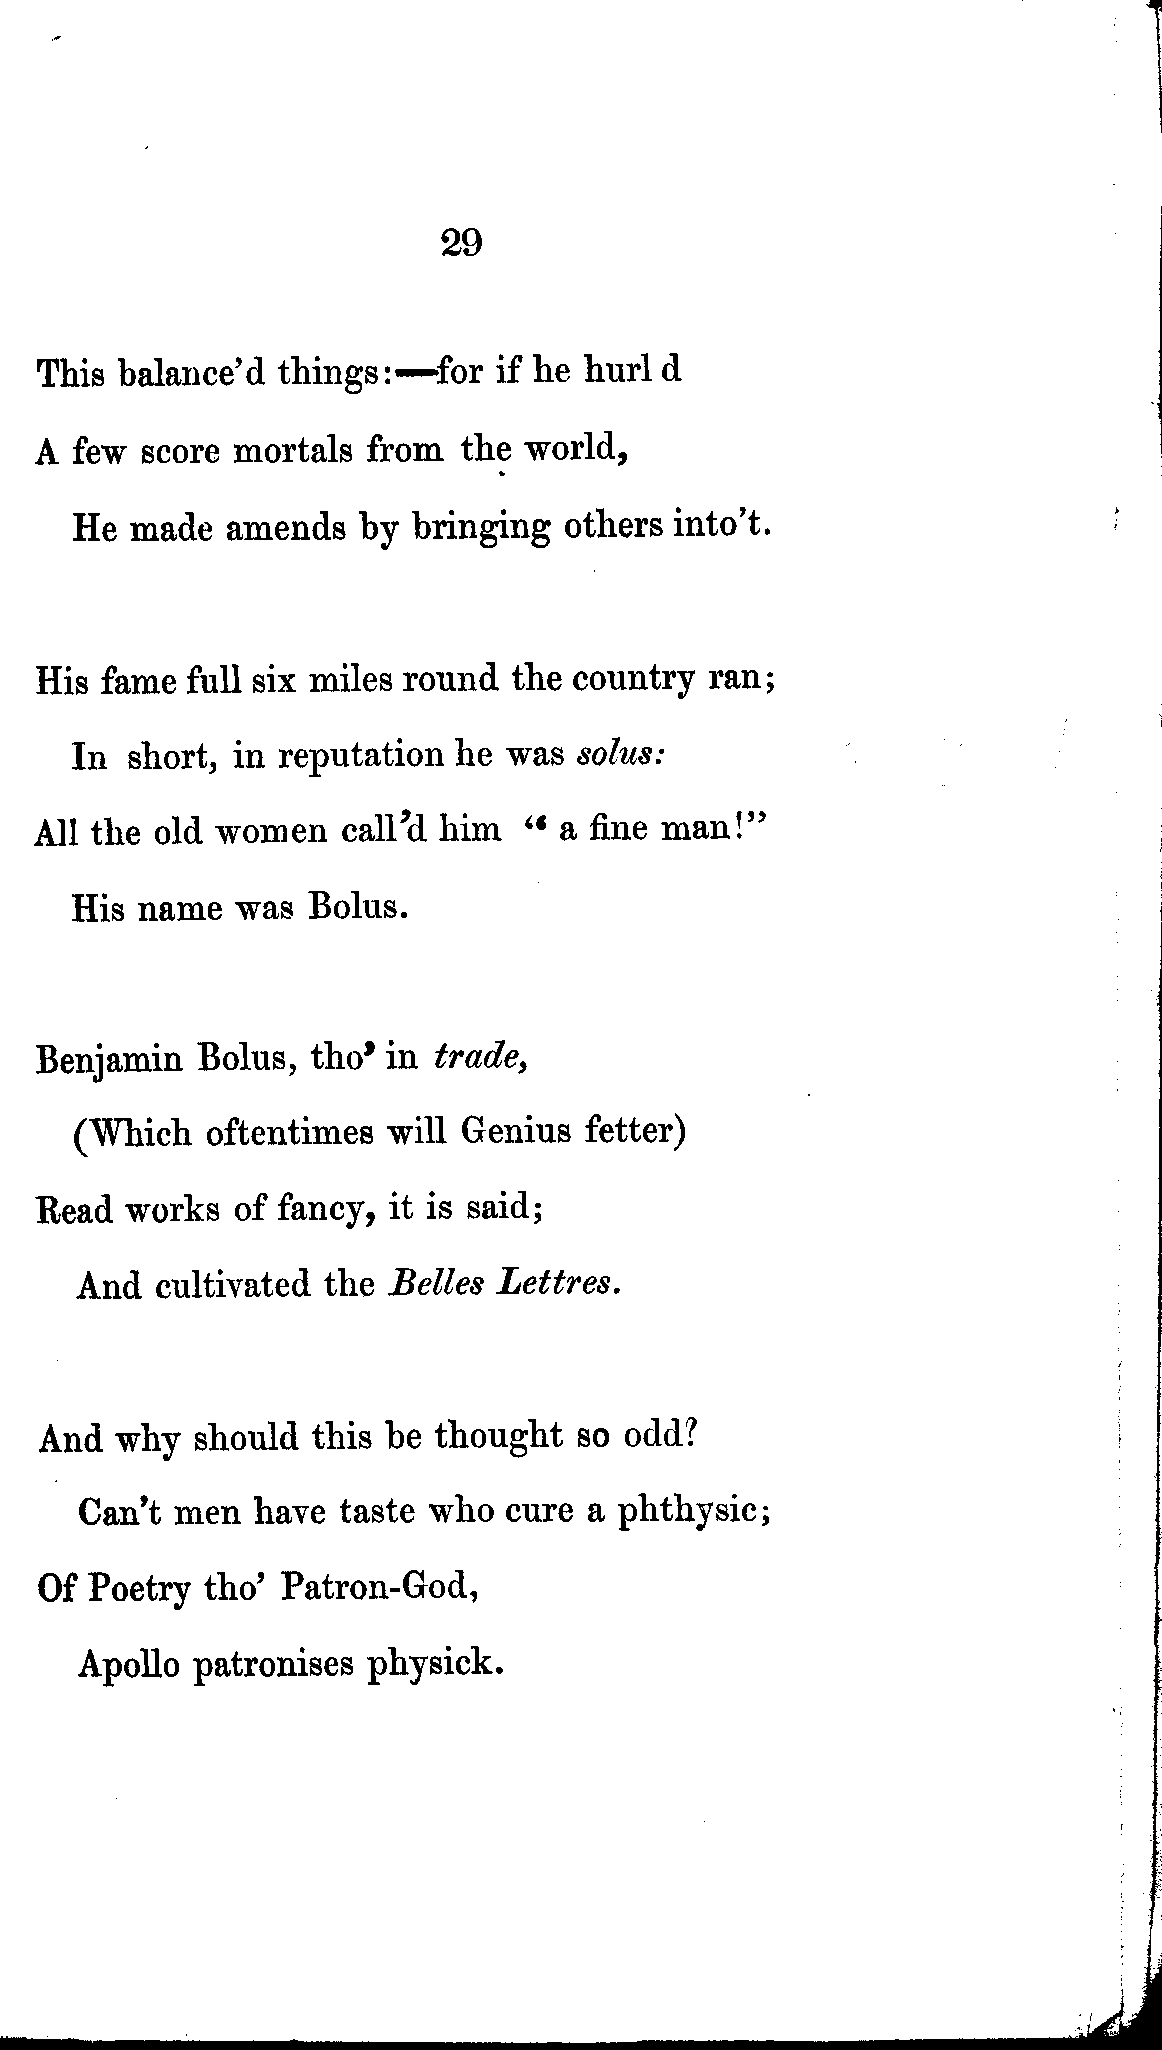 29
This balance'd things:—for if he hurl d
A few score mortals from the world,
He made amends by bringing others into't.
His fame full six miles round the country ran;
In short, in reputation he was solus:
All the old women call'd him “ a fine man!”
His name was Bolus.
Benjamin Bolus, tho' in trade,
(Which oftentimes will Genius fetter)
Read works of fancy, it is said;
And cultivated the Belles Lettres.
And why should this be thought so odd?
Can't men have taste who cure a phthysic;
Of Poetry tho' Patron-God,
Apollo patronises physick.